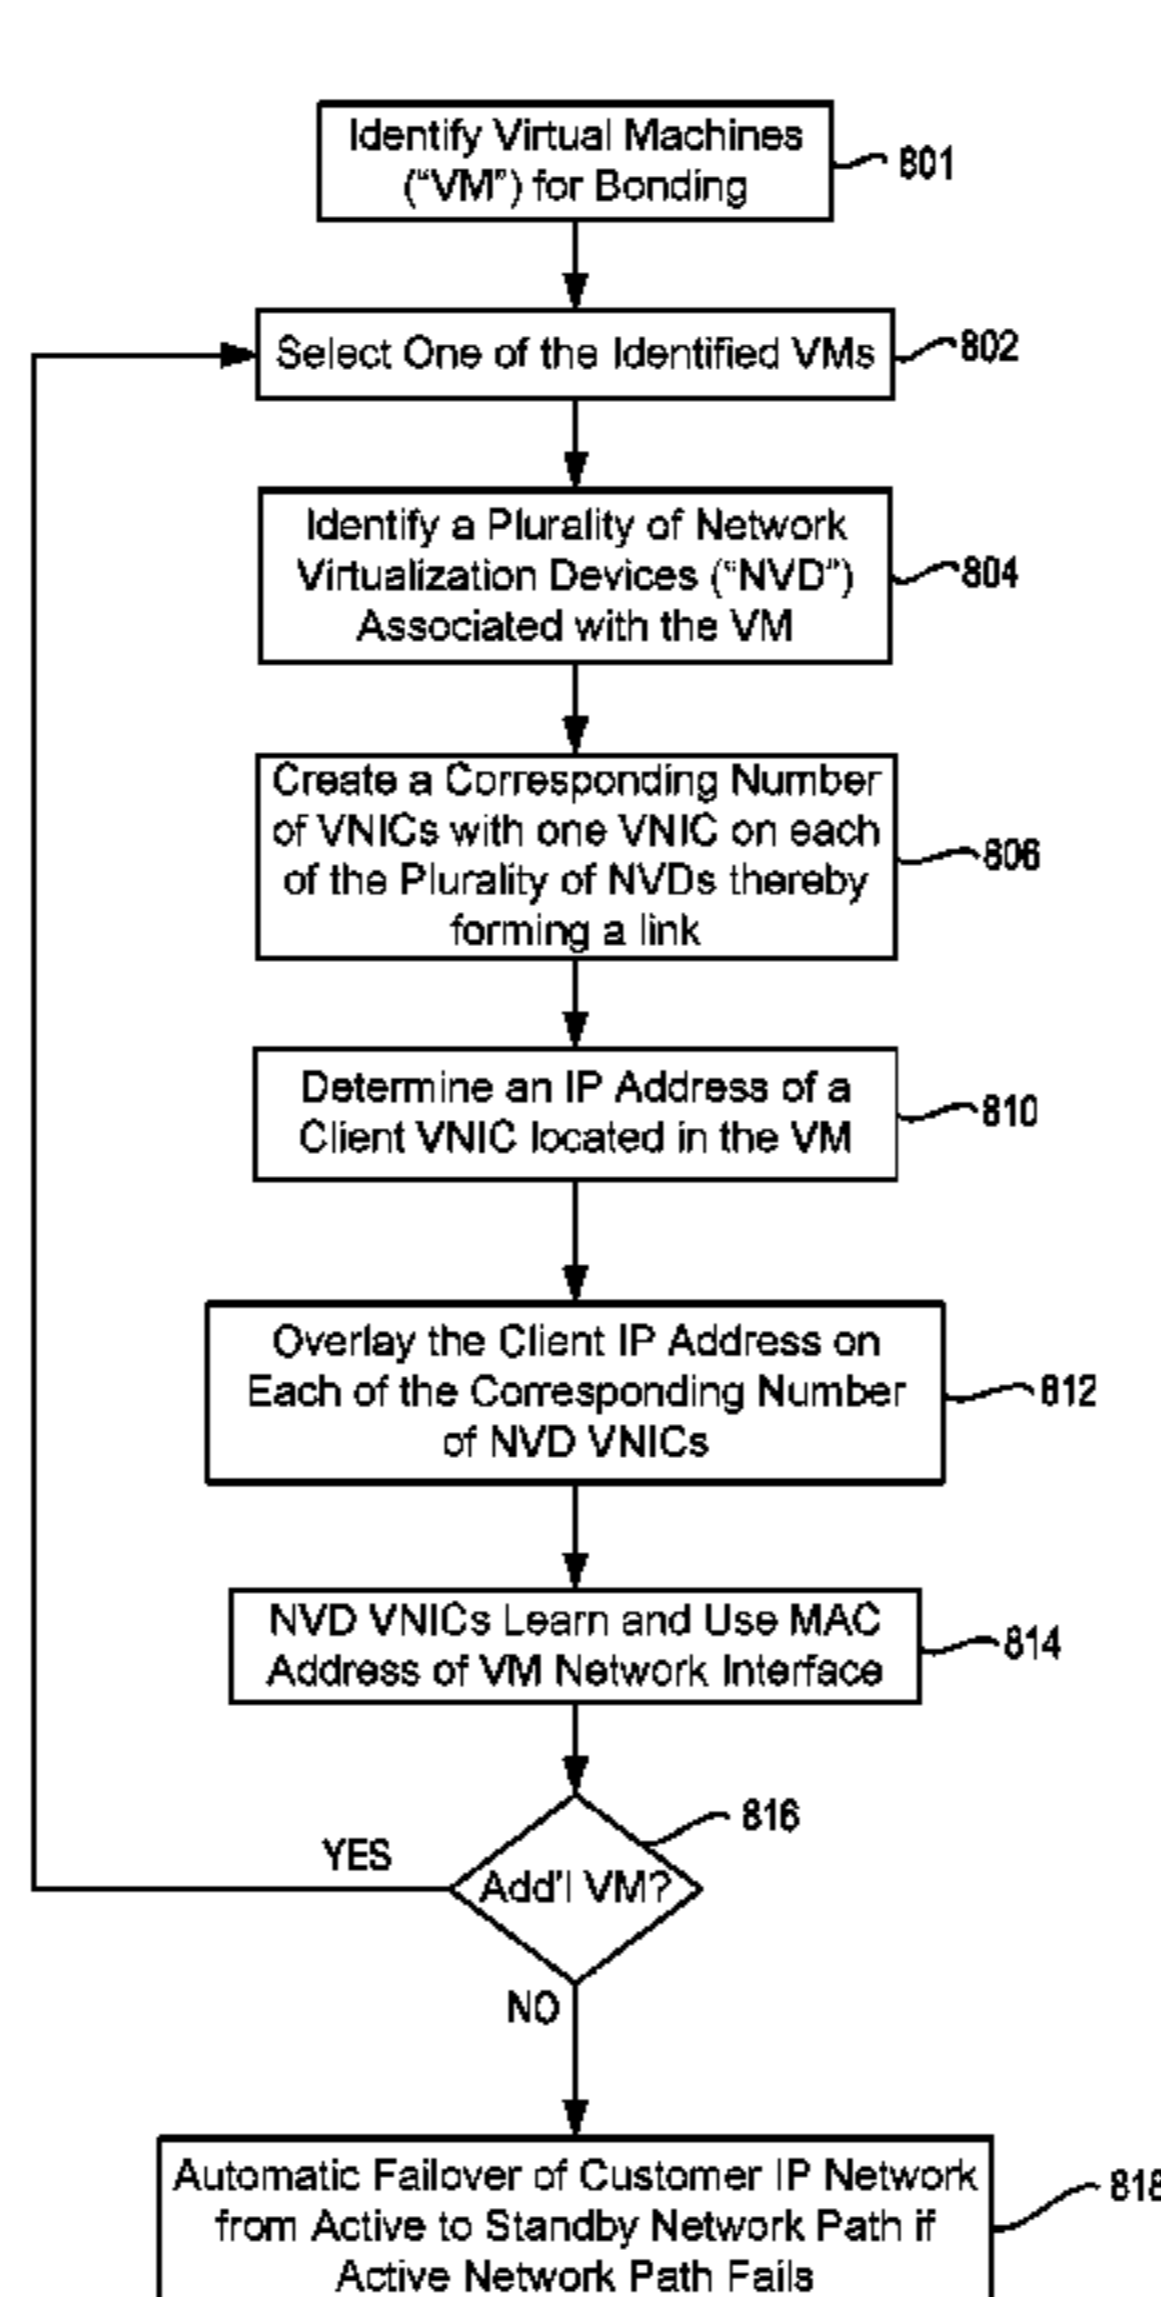 Identify Virtual Machines
(“VM”) for Bonding
801
Select One of the Identified VMs
802
Identify a Plurality of Network
Virtualization Devices (“NVD”)
Associated with the VM
804
Create a Corresponding Number
of VNICs with one VNIC on each
of the Plurality of NVDs thereby
forming a link
806
Determine an IP Address of a
Client VNIC located in the VM
810
Overlay the Client IP Address on
Each of the Corresponding Number
of NVD VNICs
812
NVD VNICs Learn and Use MAC
Address of VM Network Interface
814
816
Add'l VM?
YES
NO
Automatic Failover of Customer IP Network
from Active to Standby Network Path if
Active Network Path Fails
818